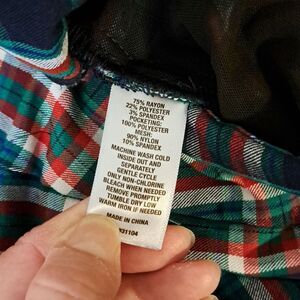 75% RAYON
22% POLYESTER
3% SPANDEX
POCKETING:
100% POLYESTER
MESH:
90% NYLON
10% SPANDEX
MACHINE WASH COLD
INSIDE OUT AND
SEPARATELY
GENTLE CYCLE
ONLY NON-CHLORINE
BLEACH WHEN NEEDED
REMOVE PROMPTLY
TUMBLE DRY LOW
WARM IRON IF NEEDED
MADE IN CHINA